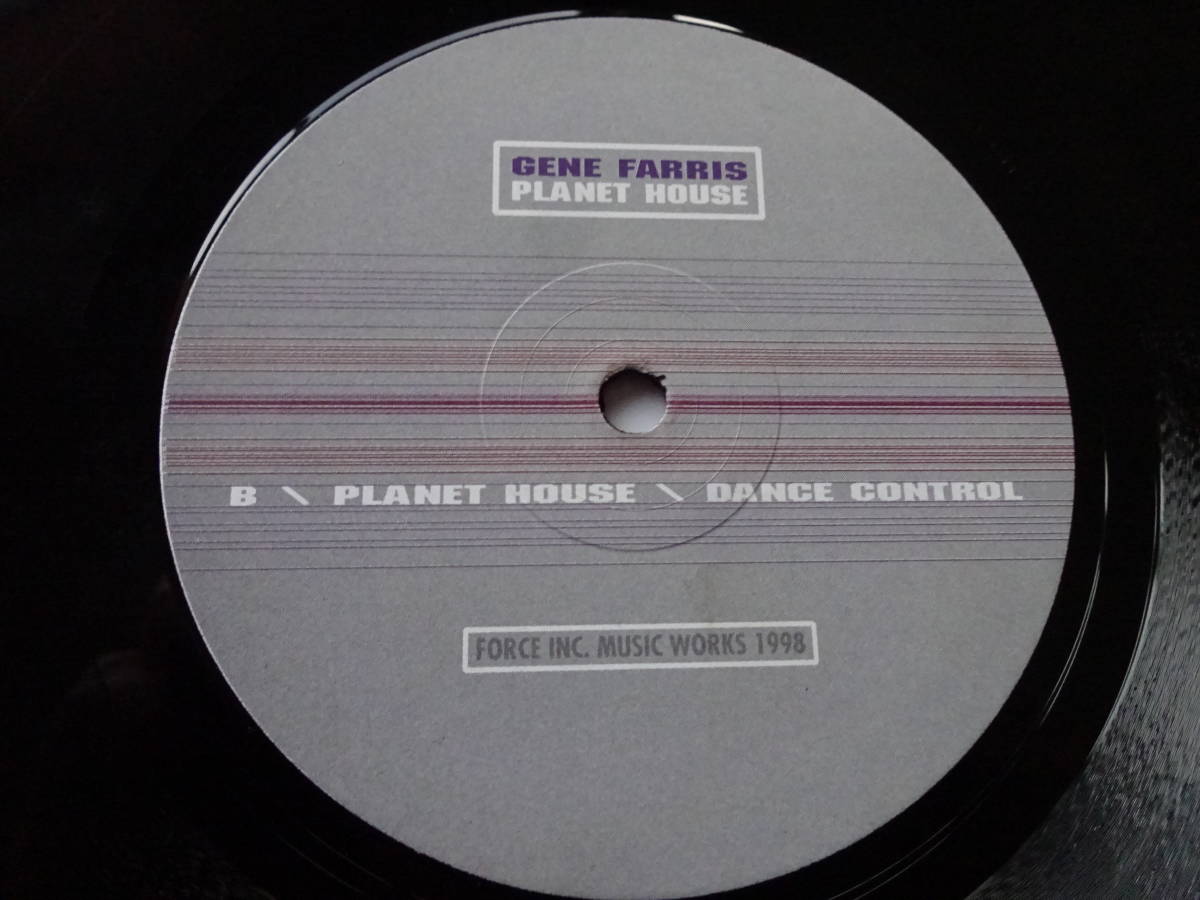 GENE FARRIS
PLANET HOUSE
B \ PLANET HOUSE \ DANCE CONTROL
FORCE INC. MUSIC WORKS 1998